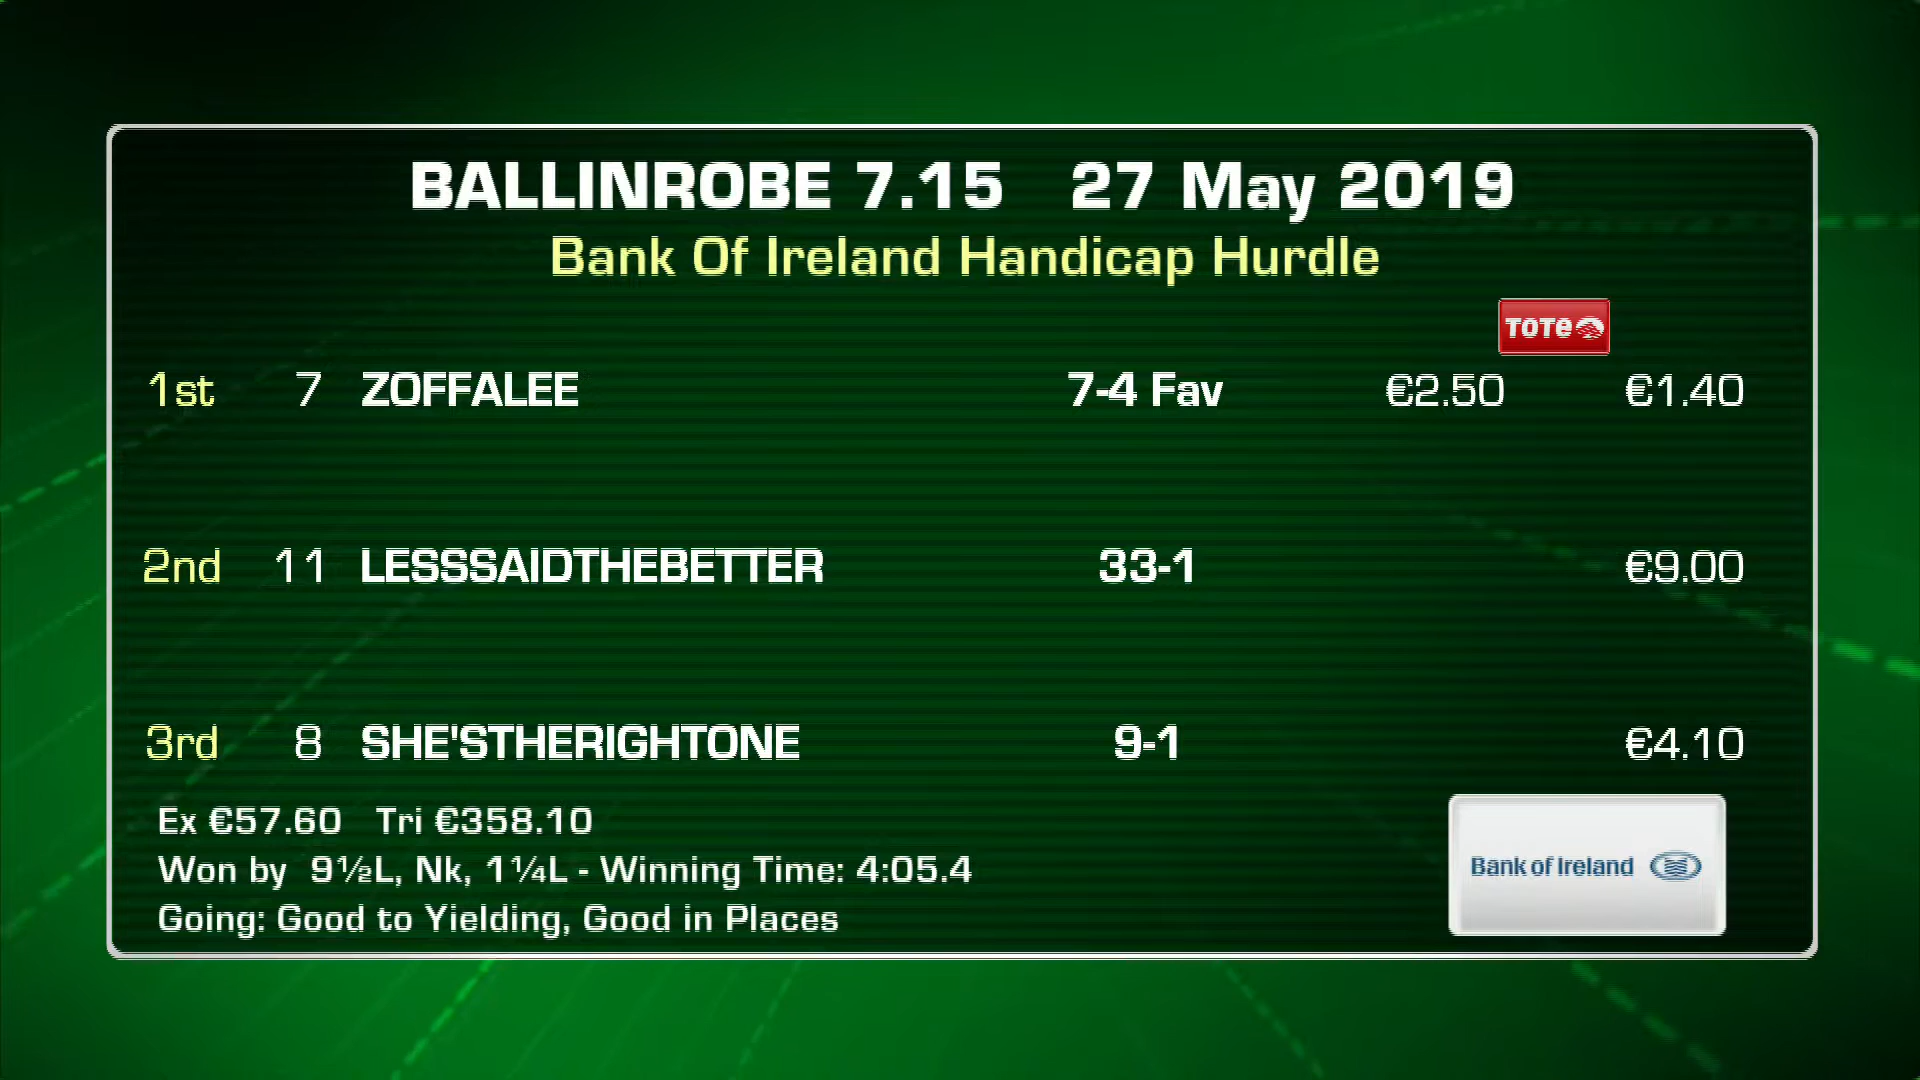 BALLINROBE 7.15 27 May 2019
Bank Of Ireland Handicap Hurdle
TOTE
1st 7 ZOFFALEE 7-4 Fav €2.50 €1.40
2nd 11 LESSSAIDTHEBETTER 33-1 €9.00
3rd 8 SHE'STHERIGHTONE 9-1 €4.10
Ex €57.60 Tri €358.10
Won by 9½L, Nk, 1¼L - Winning Time: 4:05.4
Going: Good to Yielding, Good in Places
Bank of Ireland